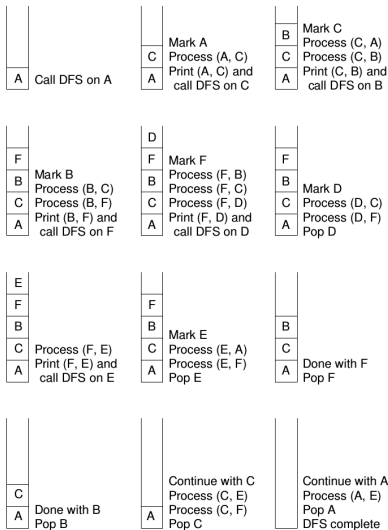 A
Call DFS on A
C
A
Mark A
Process (A, C)
Print (A, C) and
call DFS on C
B
C
A
Mark C
Process (C, A)
Process (C, B)
Print (C, B) and
call DFS on B
F
B
C
A
Mark B
Process (B, C)
Process (B, F)
Print (B, F) and
call DFS on F
D
F
B
C
A
Mark F
Process (F, B)
Process (F, C)
Process (F, D)
Print (F, D) and
call DFS on D
F
B
C
A
Mark D
Process (D, C)
Process (D, F)
Pop D
E
F
B
C
A
Process (F, E)
Print (F, E) and
call DFS on E
F
B
C
A
Mark E
Process (E, A)
Process (E, F)
Pop E
B
C
A
Done with F
Pop F
C
A
Done with B
Pop B
A
Continue with C
Process (C, E)
Process (C, F)
Pop C
Continue with A
Process (A, E)
Pop A
DFS complete